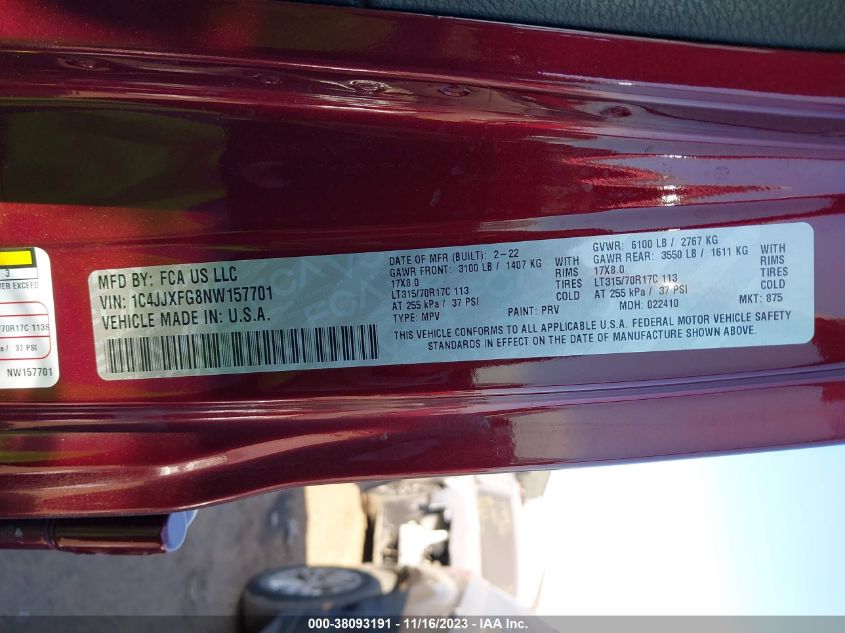 3
/70R17C 113S
a / 37 PSI
NW157701
MFD BY: FCA US LLC
VIN: 1C4JJXFG8NW157701
VEHICLE MADE IN: U.S.A.
DATE OF MFR (BUILT): 2-22
GAWR FRONT: 3100 LB / 1407 KG WITH
17X8.0 RIMS
LT315/70R17C 113 TIRES
AT 255 kPa / 37 PSI COLD
TYPE: MPV PAINT: PRV
GVWR: 6100 LB / 2767 KG
GAWR REAR: 3550 LB / 1611 KG WITH
17X8.0 RIMS
LT315/70R17C 113 TIRES
AT 255 kPa / 37 PSI COLD
MDH: 022410 MKT: 875
THIS VEHICLE CONFORMS TO ALL APPLICABLE U.S.A. FEDERAL MOTOR VEHICLE SAFETY
STANDARDS IN EFFECT ON THE DATE OF MANUFACTURE SHOWN ABOVE.
000-38093191 - 11/16/2023 - © IAA Inc.